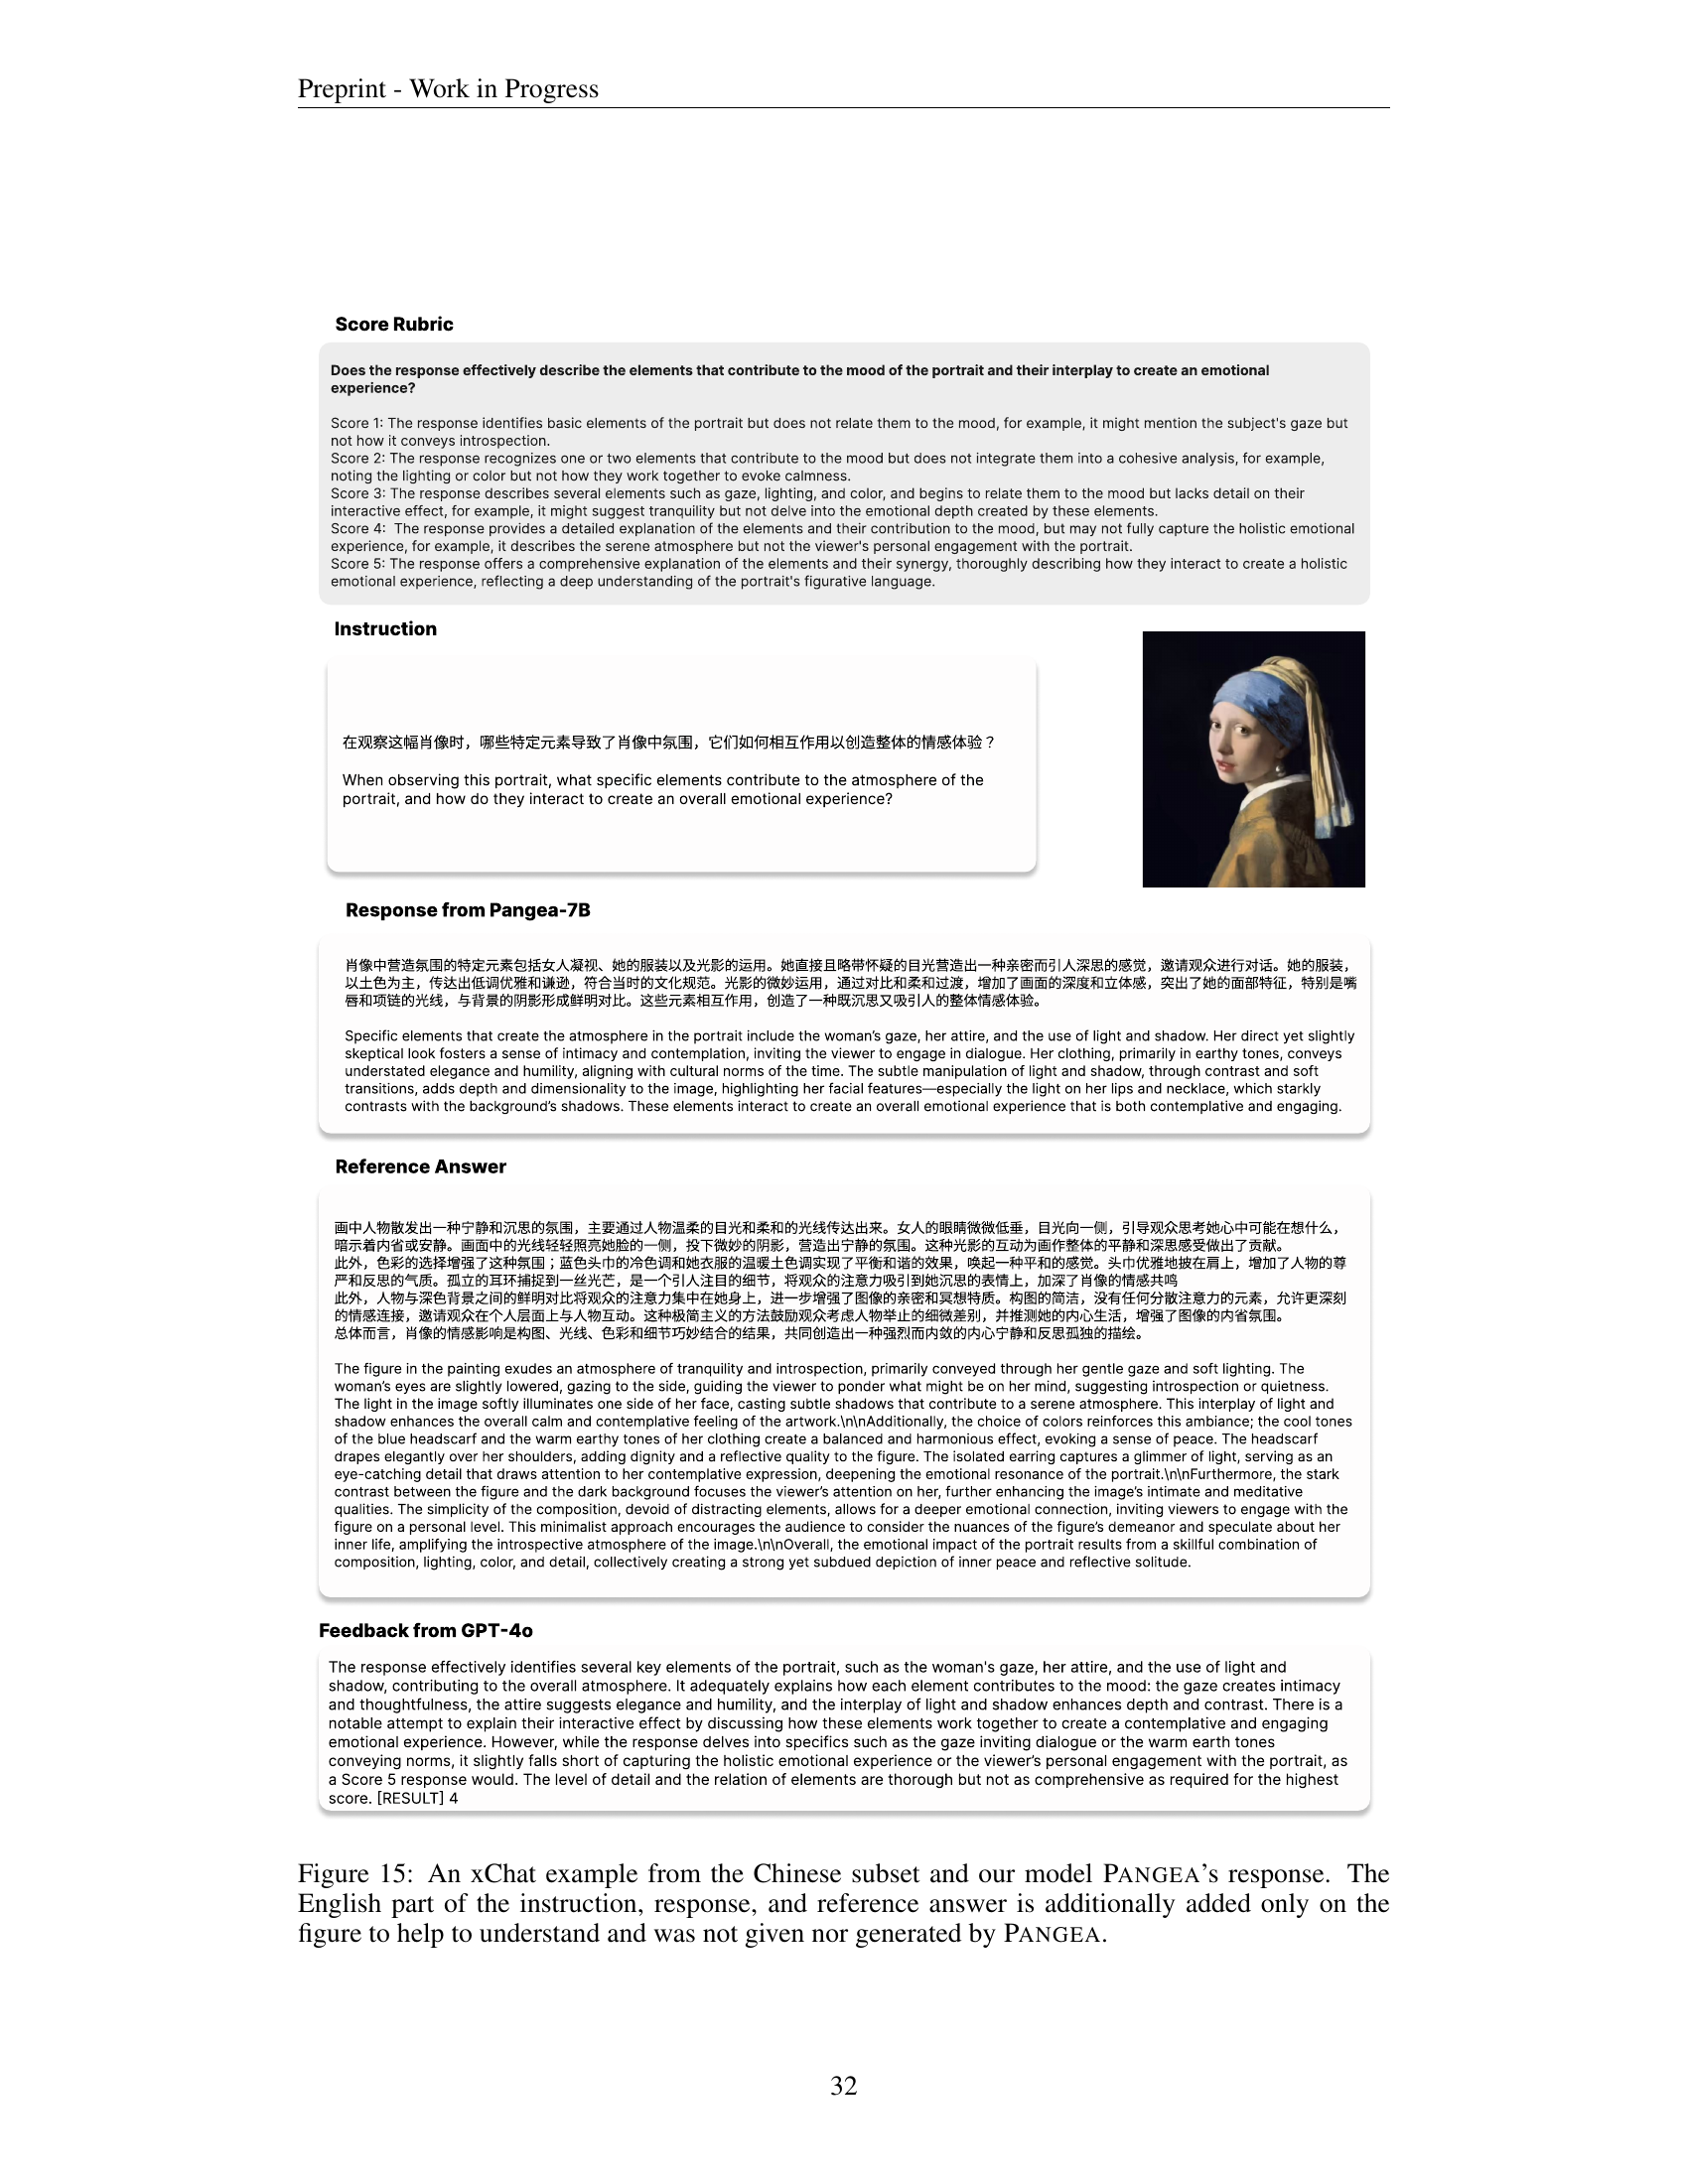 Preprint - Work in Progress
Score Rubric
Does the response effectively describe the elements that contribute to the mood of the portrait and their interplay to create an emotional
experience?
Score 1: The response identifies basic elements of the portrait but does not relate them to the mood, for example, it might mention the subject's gaze but
not how it conveys introspection.
Score 2: The response recognizes one or two elements that contribute to the mood but does not integrate them into a cohesive analysis, for example,
noting the lighting or color but not how they work together to evoke calmness.
Score 3: The response describes several elements such as gaze, lighting, and color, and begins to relate them to the mood but lacks detail on their
interactive effect, for example, it might suggest tranquility but not delve into the emotional depth created by these elements.
Score 4:  The response provides a detailed explanation of the elements and their contribution to the mood, but may not fully capture the holistic emotional
experience, for example, it describes the serene atmosphere but not the viewer's personal engagement with the portrait.
Score 5: The response offers a comprehensive explanation of the elements and their synergy, thoroughly describing how they interact to create a holistic
emotional experience, reflecting a deep understanding of the portrait's figurative language.
Instruction
在观察这幅肖像时，哪些特定元素导致了肖像中氛围，它们如何相互作用以创造整体的情感体验？
When observing this portrait, what specific elements contribute to the atmosphere of the
portrait, and how do they interact to create an overall emotional experience?
Response from Pangea-7B
肖像中营造氛围的特定元素包括女人凝视、她的服装以及光影的运用。她直接且略带怀疑的目光营造出一种亲密而引人深思的感觉，邀请观众进行对话。她的服装，
以土色为主，传达出低调优雅和谦逊，符合当时的文化规范。光影的微妙运用，通过对比和柔和过渡，增加了画面的深度和立体感，突出了她的面部特征，特别是嘴
唇和项链的光线，与背景的阴影形成鲜明对比。这些元素相互作用，创造了一种既沉思又吸引人的整体情感体验。
Specific elements that create the atmosphere in the portrait include the woman's gaze, her attire, and the use of light and shadow. Her direct yet slightly
skeptical look fosters a sense of intimacy and contemplation, inviting the viewer to engage in dialogue. Her clothing, primarily in earthy tones, conveys
understated elegance and humility, aligning with cultural norms of the time. The subtle manipulation of light and shadow, through contrast and soft
transitions, adds depth and dimensionality to the image, highlighting her facial features—especially the light on her lips and necklace, which starkly
contrasts with the background's shadows. These elements interact to create an overall emotional experience that is both contemplative and engaging.
Reference Answer
画中人物散发出一种宁静和沉思的氛围，主要通过人物温柔的目光和柔和的光线传达出来。女人的眼睛微微低垂，目光向一侧，引导观众思考她心中可能在想什么，
暗示着内省或安静。画面中的光线轻轻照亮她脸的一侧，投下微妙的阴影，营造出宁静的氛围。这种光影的互动为画作整体的平静和深思感受做出了贡献。
此外，色彩的选择增强了这种氛围；蓝色头巾的冷色调和她衣服的温暖土色调实现了平衡和谐的效果，唤起一种平和的感觉。头巾优雅地披在肩上，增加了人物的尊
严和反思的气质。孤立的耳环捕捉到一丝光芒，是一个引人注目的细节，将观众的注意力吸引到她沉思的表情上，加深了肖像的情感共鸣
此外，人物与深色背景之间的鲜明对比将观众的注意力集中在她身上，进一步增强了图像的亲密和冥想特质。构图的简洁，没有任何分散注意力的元素，允许更深刻
的情感连接，邀请观众在个人层面上与人物互动。这种极简主义的方法鼓励观众考虑人物举止的细微差别，并推测她的内心生活，增强了图像的内省氛围。
总体而言，肖像的情感影响是构图、光线、色彩和细节巧妙结合的结果，共同创造出一种强烈而内敛的内心宁静和反思孤独的描绘。
The figure in the painting exudes an atmosphere of tranquility and introspection, primarily conveyed through her gentle gaze and soft lighting. The
woman's eyes are slightly lowered, gazing to the side, guiding the viewer to ponder what might be on her mind, suggesting introspection or quietness.
The light in the image softly illuminates one side of her face, casting subtle shadows that contribute to a serene atmosphere. This interplay of light and
shadow enhances the overall calm and contemplative feeling of the artwork.\n\nAdditionally, the choice of colors reinforces this ambiance; the cool tones
of the blue headscarf and the warm earthy tones of her clothing create a balanced and harmonious effect, evoking a sense of peace. The headscarf
drapes elegantly over her shoulders, adding dignity and a reflective quality to the figure. The isolated earring captures a glimmer of light, serving as an
eye-catching detail that draws attention to her contemplative expression, deepening the emotional resonance of the portrait.\n\nFurthermore, the stark
contrast between the figure and the dark background focuses the viewer's attention on her, further enhancing the image's intimate and meditative
qualities. The simplicity of the composition, devoid of distracting elements, allows for a deeper emotional connection, inviting viewers to engage with the
figure on a personal level. This minimalist approach encourages the audience to consider the nuances of the figure's demeanor and speculate about her
inner life, amplifying the introspective atmosphere of the image.\n\nOverall, the emotional impact of the portrait results from a skillful combination of
composition, lighting, color, and detail, collectively creating a strong yet subdued depiction of inner peace and reflective solitude.
Feedback from GPT-4o
The response effectively identifies several key elements of the portrait, such as the woman's gaze, her attire, and the use of light and
shadow, contributing to the overall atmosphere. It adequately explains how each element contributes to the mood: the gaze creates intimacy
and thoughtfulness, the attire suggests elegance and humility, and the interplay of light and shadow enhances depth and contrast. There is a
notable attempt to explain their interactive effect by discussing how these elements work together to create a contemplative and engaging
emotional experience. However, while the response delves into specifics such as the gaze inviting dialogue or the warm earth tones
conveying norms, it slightly falls short of capturing the holistic emotional experience or the viewer's personal engagement with the portrait, as
a Score 5 response would. The level of detail and the relation of elements are thorough but not as comprehensive as required for the highest
score. [RESULT] 4
Figure 15: An xChat example from the Chinese subset and our model PANGEA's response. The
English part of the instruction, response, and reference answer is additionally added only on the
figure to help to understand and was not given nor generated by PANGEA.
32